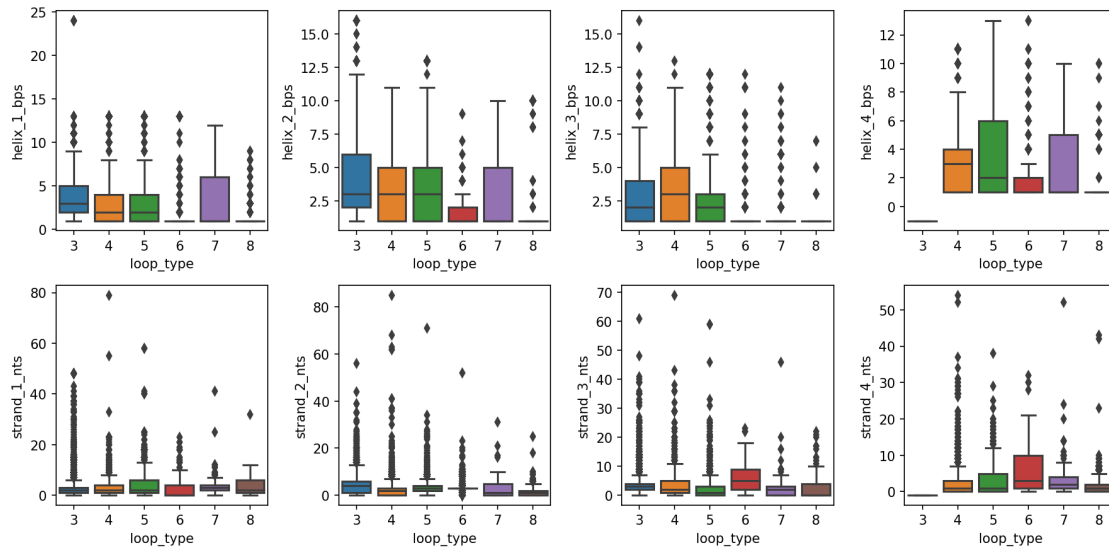 helix_1_bps
25
20
15
10
5
0
3 4 5 6 7 8
loop_type
helix_2_bps
15.0
12.5
10.0
7.5
5.0
2.5
3 4 5 6 7 8
loop_type
helix_3_bps
15.0
12.5
10.0
7.5
5.0
2.5
3 4 5 6 7 8
loop_type
helix_4_bps
12
10
8
6
4
2
0
3 4 5 6 7 8
loop_type
strand_1_nts
80
60
40
20
0
3 4 5 6 7 8
loop_type
strand_2_nts
80
60
40
20
0
3 4 5 6 7 8
loop_type
strand_3_nts
70
60
50
40
30
20
10
0
3 4 5 6 7 8
loop_type
strand_4_nts
50
40
30
20
10
0
3 4 5 6 7 8
loop_type